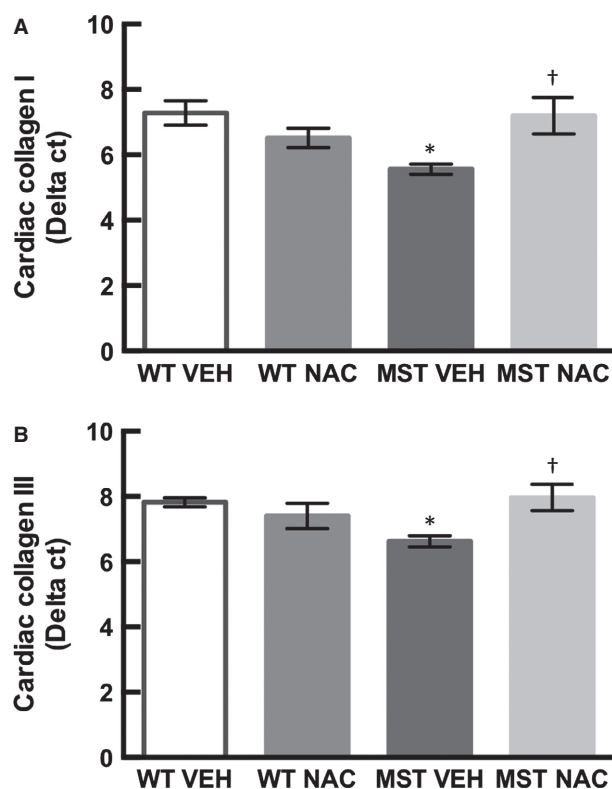 A
Cardiac collagen I
(Delta ct)
10
8
6
4
2
0
*
†
WT VEH WT NAC MST VEH MST NAC
B
Cardiac collagen III
(Delta ct)
10
8
6
4
2
0
*
†
WT VEH WT NAC MST VEH MST NAC